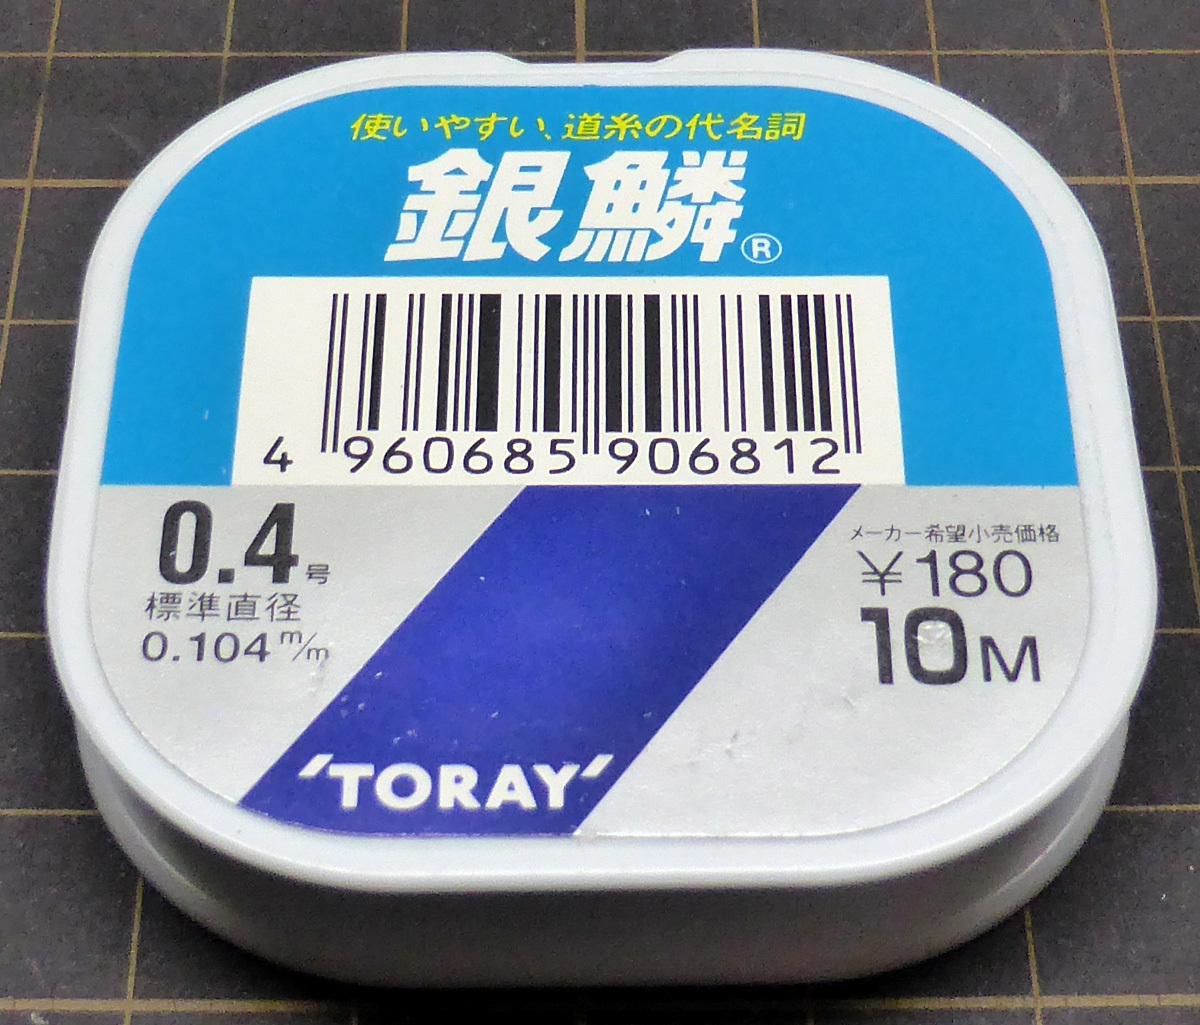 使いやすい、道糸の代名詞
銀鱗®
4 960685 906812
0.4号
標準直径
0.104 m/m
メーカー希望小売価格
¥180
10M
'TORAY'